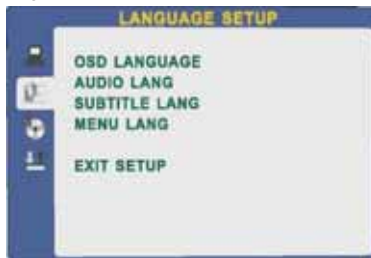 LANGUAGE SETUP
OSD LANGUAGE
AUDIO LANG
SUBTITLE LANG
MENU LANG
EXIT SETUP